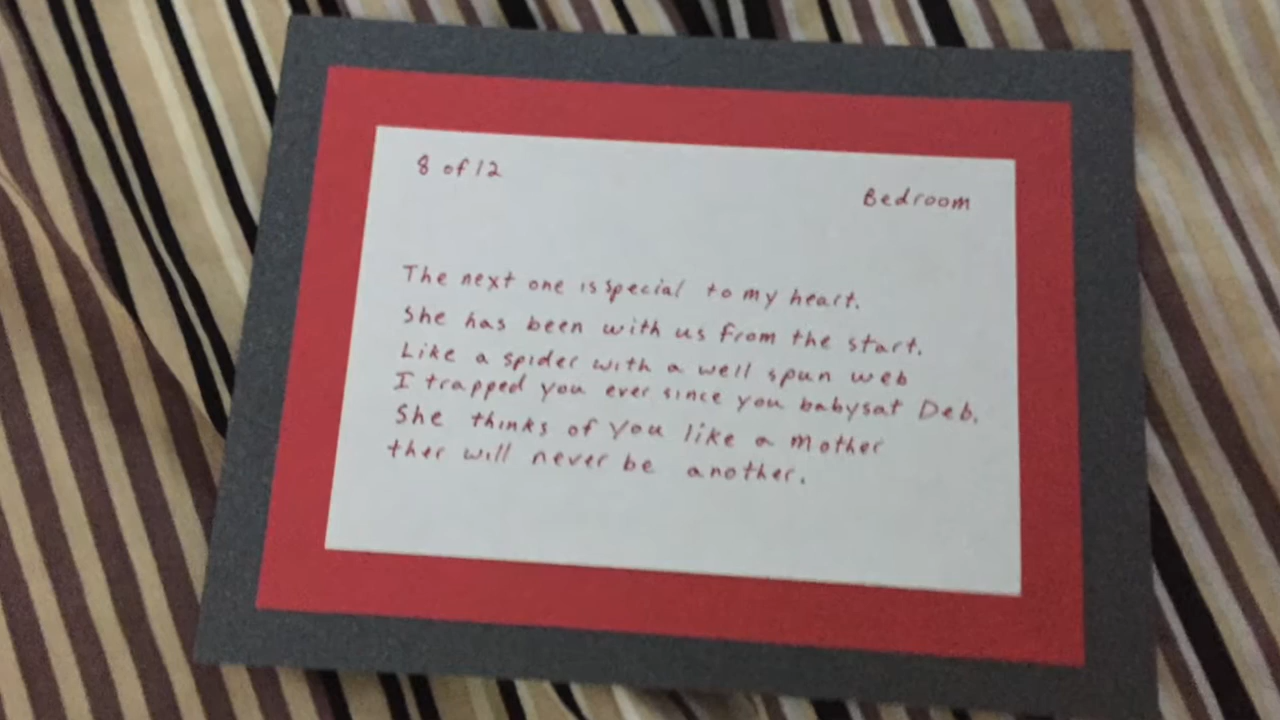 8 of 12
Bedroom
The next one is special to my heart.
She has been with us from the start.
Like a spider with a well spun web
I trapped you ever since you babysat Deb.
She thinks of you like a mother
ther will never be another.